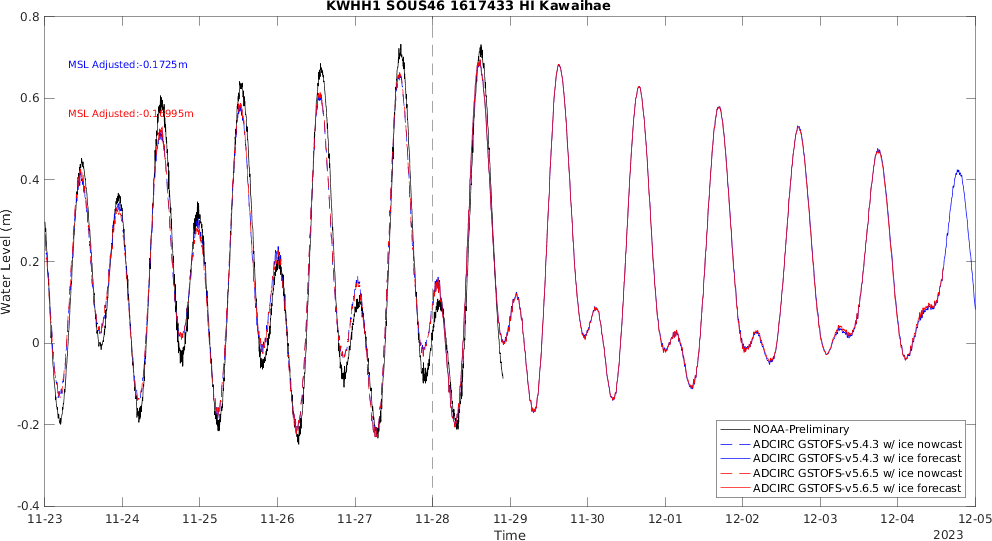 KWHH1 SOUS46 1617433 HI Kawaihae
MSL Adjusted:-0.1725m
MSL Adjusted:-0.16995m
Water Level (m)
0.8
0.6
0.4
0.2
0
-0.2
-0.4
NOAA-Preliminary
ADCIRC GSTOFS-v5.4.3 w/ ice nowcast
ADCIRC GSTOFS-v5.4.3 w/ ice forecast
ADCIRC GSTOFS-v5.6.5 w/ ice nowcast
ADCIRC GSTOFS-v5.6.5 w/ ice forecast
11-23 11-24 11-25 11-26 11-27 11-28 11-29 11-30 12-01 12-02 12-03 12-04 12-05
Time
2023